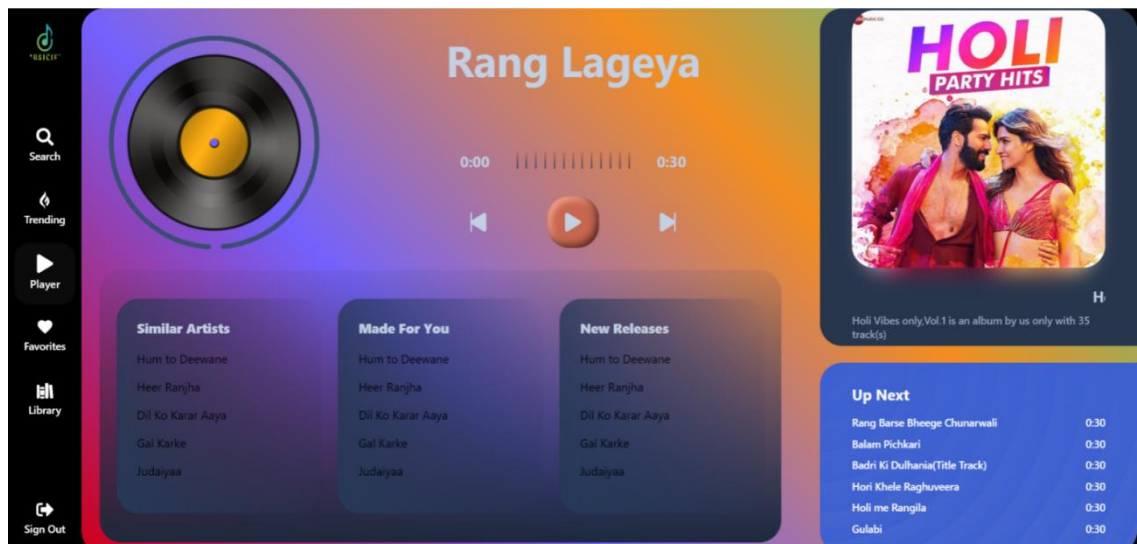 Search
Trending
Player
Favorites
Library
Sign Out
Rang Lageya
0:00 0:30
Similar Artists
Hum to Deewane
Heer Ranjha
Dil Ko Karar Aaya
Gal Karke
Judaiyaa
Made For You
Hum to Deewane
Heer Ranjha
Dil Ko Karar Aaya
Gal Karke
Judaiyaa
New Releases
Hum to Deewane
Heer Ranjha
Dil Ko Karar Aaya
Gal Karke
Judaiyaa
HOLI
PARTY HITS
H
Holi Vibes only,Vol.1 is an album by us only with 35
track(s)
Up Next
Rang Barse Bheege Chunarwali 0:30
Balam Pichkari 0:30
Badri Ki Dulhania(Title Track) 0:30
Hori Khele Raghuveera 0:30
Holi me Rangila 0:30
Gulabi 0:30